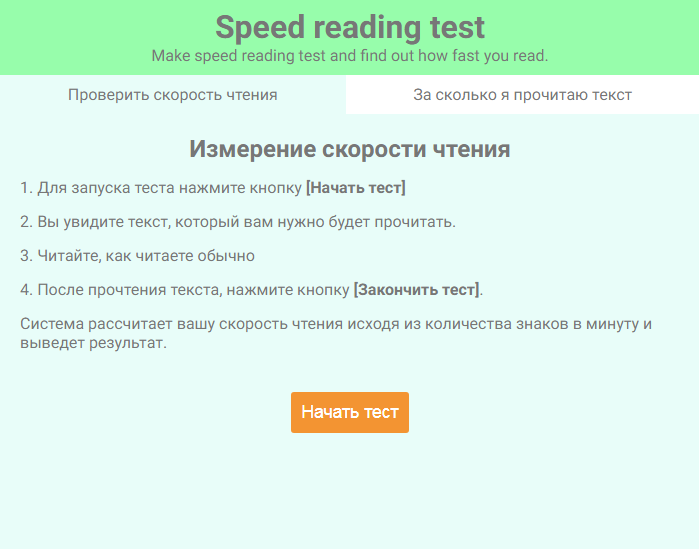 Speed reading test
Make speed reading test and find out how fast you read.
Проверить скорость чтения
За сколько я прочитаю текст
Измерение скорости чтения
1. Для запуска теста нажмите кнопку [Начать тест]
2. Вы увидите текст, который вам нужно будет прочитать.
3. Читайте, как читаете обычно
4. После прочтения текста, нажмите кнопку [Закончить тест].
Система рассчитает вашу скорость чтения исходя из количества знаков в минуту и
выведет результат.
Начать тест